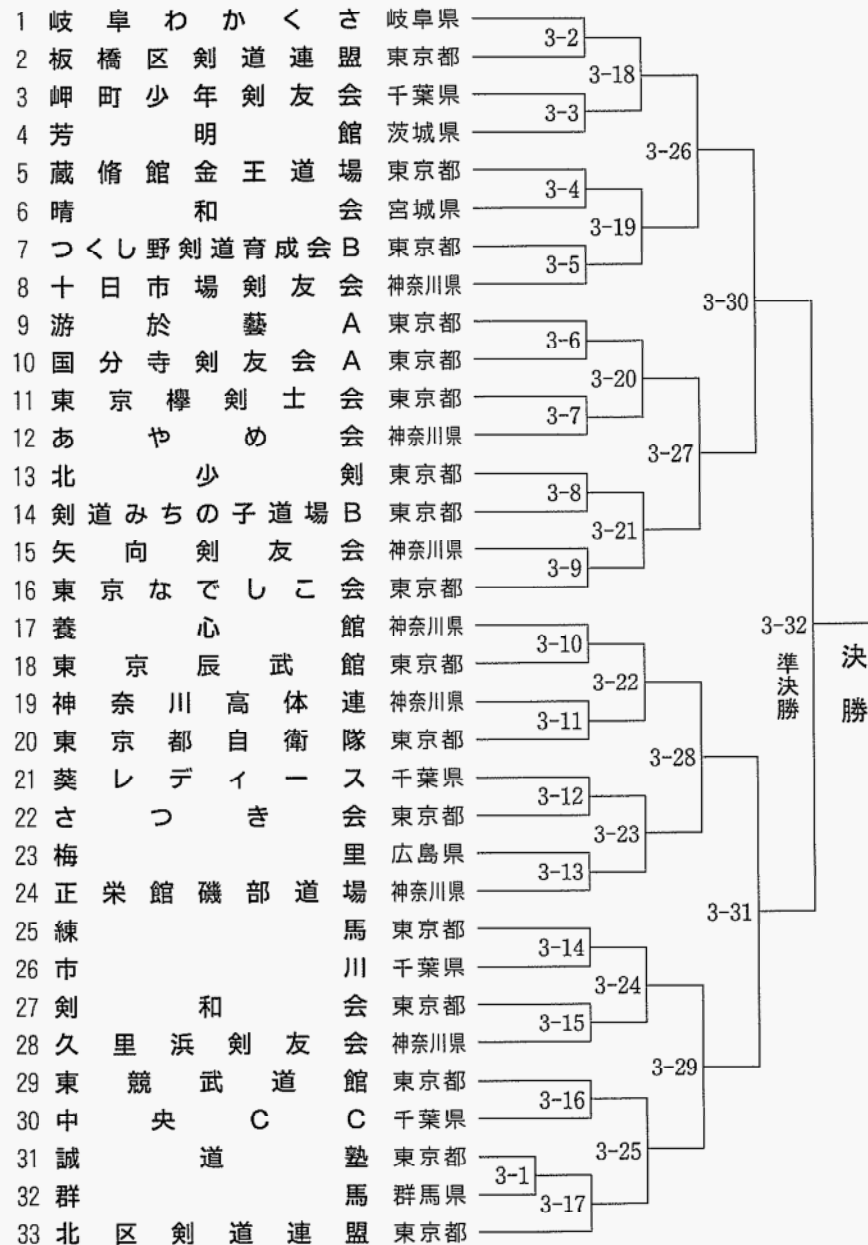 1 岐阜わかくさ 岐阜県
2 板橋区剣道連盟 東京都
3 岬町少年剣友会 千葉県
4 芳明館 茨城県
5 蔵脩館金王道場 東京都
6 晴和会 宮城県
7 つくし野剣道育成会B 東京都
8 十日市場剣友会 神奈川県
9 游於藝A 東京都
10 国分寺剣友会A 東京都
11 東京欅剣士会 東京都
12 あやめ会 神奈川県
13 北少剣 東京都
14 剣道みちの子道場B 東京都
15 矢向剣友会 神奈川県
16 東京なでしこ会 東京都
17 養心館 神奈川県
18 東京辰武館 東京都
19 神奈川高体連 神奈川県
20 東京都自衛隊 東京都
21 葵レディース 千葉県
22 さつき会 東京都
23 梅里 広島県
24 正栄館磯部道場 神奈川県
25 練馬 東京都
26 市川 千葉県
27 剣和会 東京都
28 久里浜剣友会 神奈川県
29 東競武道館 東京都
30 中央CC 千葉県
31 誠道塾 東京都
32 群馬 群馬県
33 北区剣道連盟 東京都
3-1
3-2
3-3
3-4
3-5
3-6
3-7
3-8
3-9
3-10
3-11
3-12
3-13
3-14
3-15
3-16
3-17
3-18
3-19
3-20
3-21
3-22
3-23
3-24
3-25
3-26
3-27
3-28
3-29
3-30
3-31
3-32
準決勝
決勝